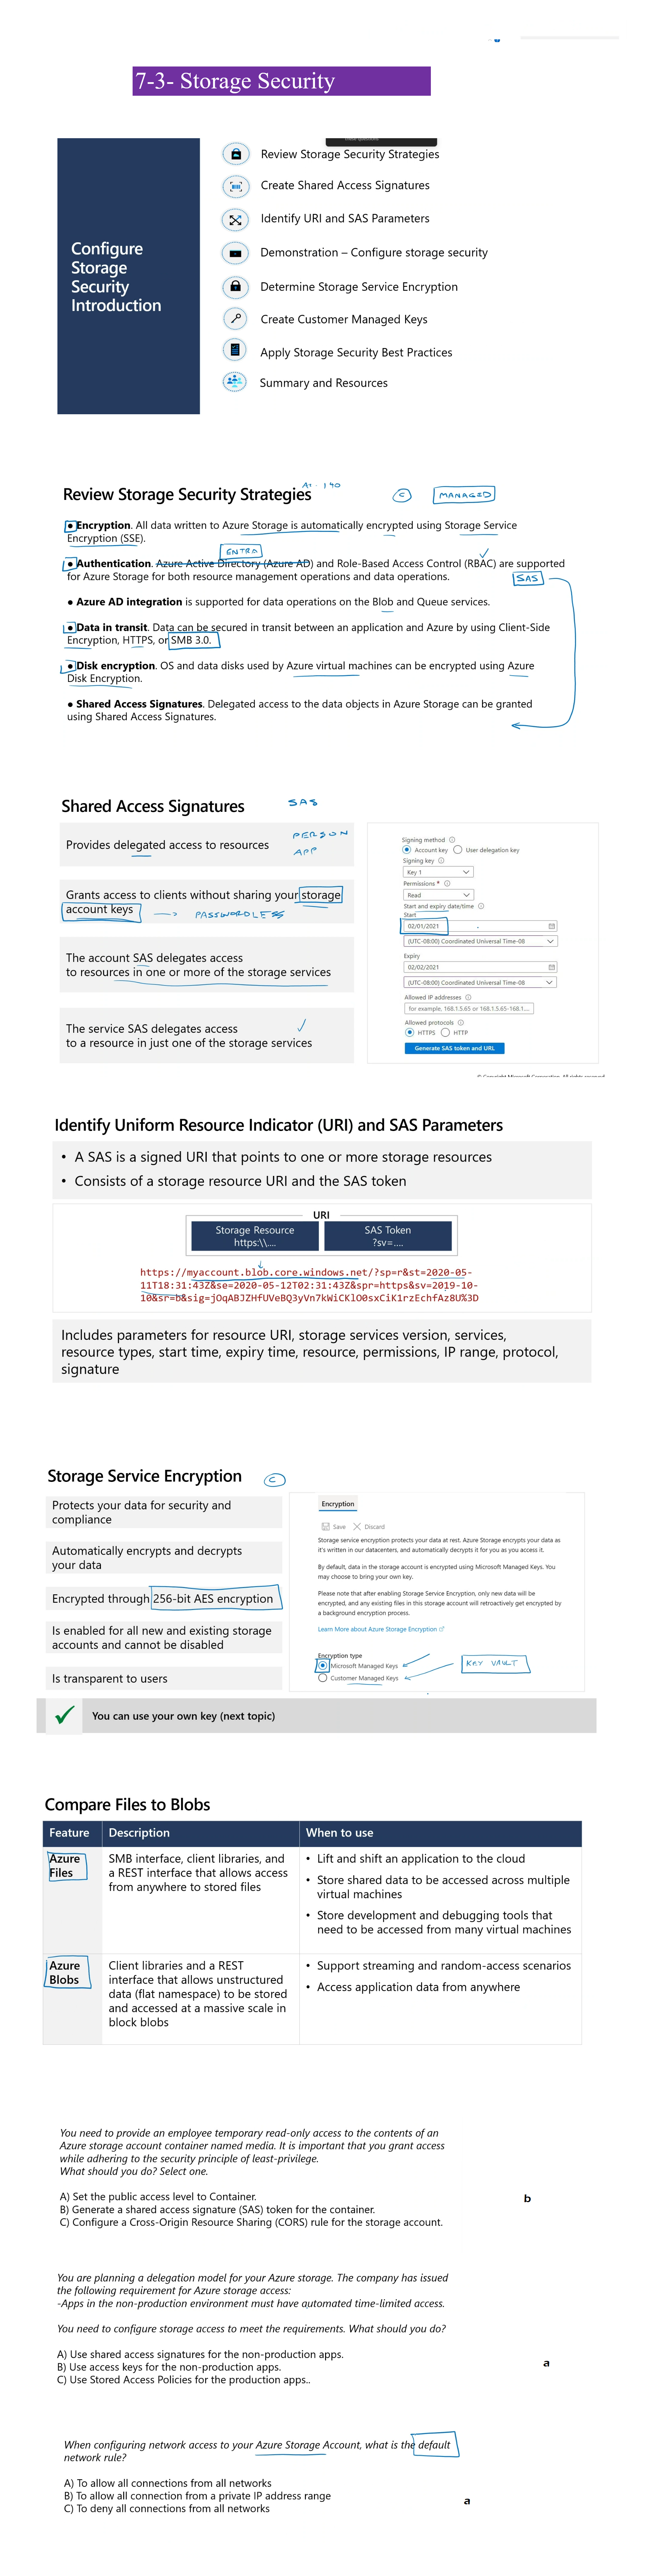 7-3- Storage Security
Configure
Storage
Security
Introduction
Review Storage Security Strategies
Create Shared Access Signatures
Identify URI and SAS Parameters
Demonstration – Configure storage security
Determine Storage Service Encryption
Create Customer Managed Keys
Apply Storage Security Best Practices
Summary and Resources
Review Storage Security Strategies
C
MANAGED
● Encryption. All data written to Azure Storage is automatically encrypted using Storage Service
Encryption (SSE).
ENTRA
● Authentication. Azure Active Directory (Azure AD) and Role-Based Access Control (RBAC) are supported
for Azure Storage for both resource management operations and data operations.
SAS
● Azure AD integration is supported for data operations on the Blob and Queue services.
● Data in transit. Data can be secured in transit between an application and Azure by using Client-Side
Encryption, HTTPS, or SMB 3.0.
● Disk encryption. OS and data disks used by Azure virtual machines can be encrypted using Azure
Disk Encryption.
● Shared Access Signatures. Delegated access to the data objects in Azure Storage can be granted
using Shared Access Signatures.
Shared Access Signatures
SAS
Provides delegated access to resources
PERSON
APP
Grants access to clients without sharing your storage
account keys
PASSWORDLESS
The account SAS delegates access
to resources in one or more of the storage services
The service SAS delegates access
to a resource in just one of the storage services
Signing method
Account key User delegation key
Signing key
Key 1
Permissions *
Read
Start and expiry date/time
Start
02/01/2021
(UTC-08:00) Coordinated Universal Time-08
Expiry
02/02/2021
(UTC-08:00) Coordinated Universal Time-08
Allowed IP addresses
for example, 168.1.5.65 or 168.1.5.65-168.1....
Allowed protocols
HTTPS HTTP
Generate SAS token and URL
© Copyright Microsoft Corporation. All rights reserved.
Identify Uniform Resource Indicator (URI) and SAS Parameters
• A SAS is a signed URI that points to one or more storage resources
• Consists of a storage resource URI and the SAS token
URI
Storage Resource
https:\\....
SAS Token
?sv=....
https://myaccount.blob.core.windows.net/?sp=r&st=2020-05-
11T18:31:43Z&se=2020-05-12T02:31:43Z&spr=https&sv=2019-10-
10&sr=b&sig=jOqABJZHfUVeBQ3yVn7kWiCKlO0sxCiK1rzEchfAz8U%3D
Includes parameters for resource URI, storage services version, services,
resource types, start time, expiry time, resource, permissions, IP range, protocol,
signature
Storage Service Encryption
C
Protects your data for security and
compliance
Automatically encrypts and decrypts
your data
Encrypted through 256-bit AES encryption
Is enabled for all new and existing storage
accounts and cannot be disabled
Is transparent to users
Encryption
Save Discard
Storage service encryption protects your data at rest. Azure Storage encrypts your data as
it's written in our datacenters, and automatically decrypts it for you as you access it.
By default, data in the storage account is encrypted using Microsoft Managed Keys. You
may choose to bring your own key.
Please note that after enabling Storage Service Encryption, only new data will be
encrypted, and any existing files in this storage account will retroactively get encrypted by
a background encryption process.
Learn More about Azure Storage Encryption
Encryption type
Microsoft Managed Keys
Customer Managed Keys
KEY VAULT
You can use your own key (next topic)
Compare Files to Blobs
Feature Description When to use
Azure
Files
SMB interface, client libraries, and
a REST interface that allows access
from anywhere to stored files
• Lift and shift an application to the cloud
• Store shared data to be accessed across multiple
virtual machines
• Store development and debugging tools that
need to be accessed from many virtual machines
Azure
Blobs
Client libraries and a REST
interface that allows unstructured
data (flat namespace) to be stored
and accessed at a massive scale in
block blobs
• Support streaming and random-access scenarios
• Access application data from anywhere
You need to provide an employee temporary read-only access to the contents of an
Azure storage account container named media. It is important that you grant access
while adhering to the security principle of least-privilege.
What should you do? Select one.
A) Set the public access level to Container.
B) Generate a shared access signature (SAS) token for the container.
C) Configure a Cross-Origin Resource Sharing (CORS) rule for the storage account.
b
You are planning a delegation model for your Azure storage. The company has issued
the following requirement for Azure storage access:
-Apps in the non-production environment must have automated time-limited access.
You need to configure storage access to meet the requirements. What should you do?
A) Use shared access signatures for the non-production apps.
B) Use access keys for the non-production apps.
C) Use Stored Access Policies for the production apps..
a
When configuring network access to your Azure Storage Account, what is the default
network rule?
A) To allow all connections from all networks
B) To allow all connection from a private IP address range
C) To deny all connections from all networks
a